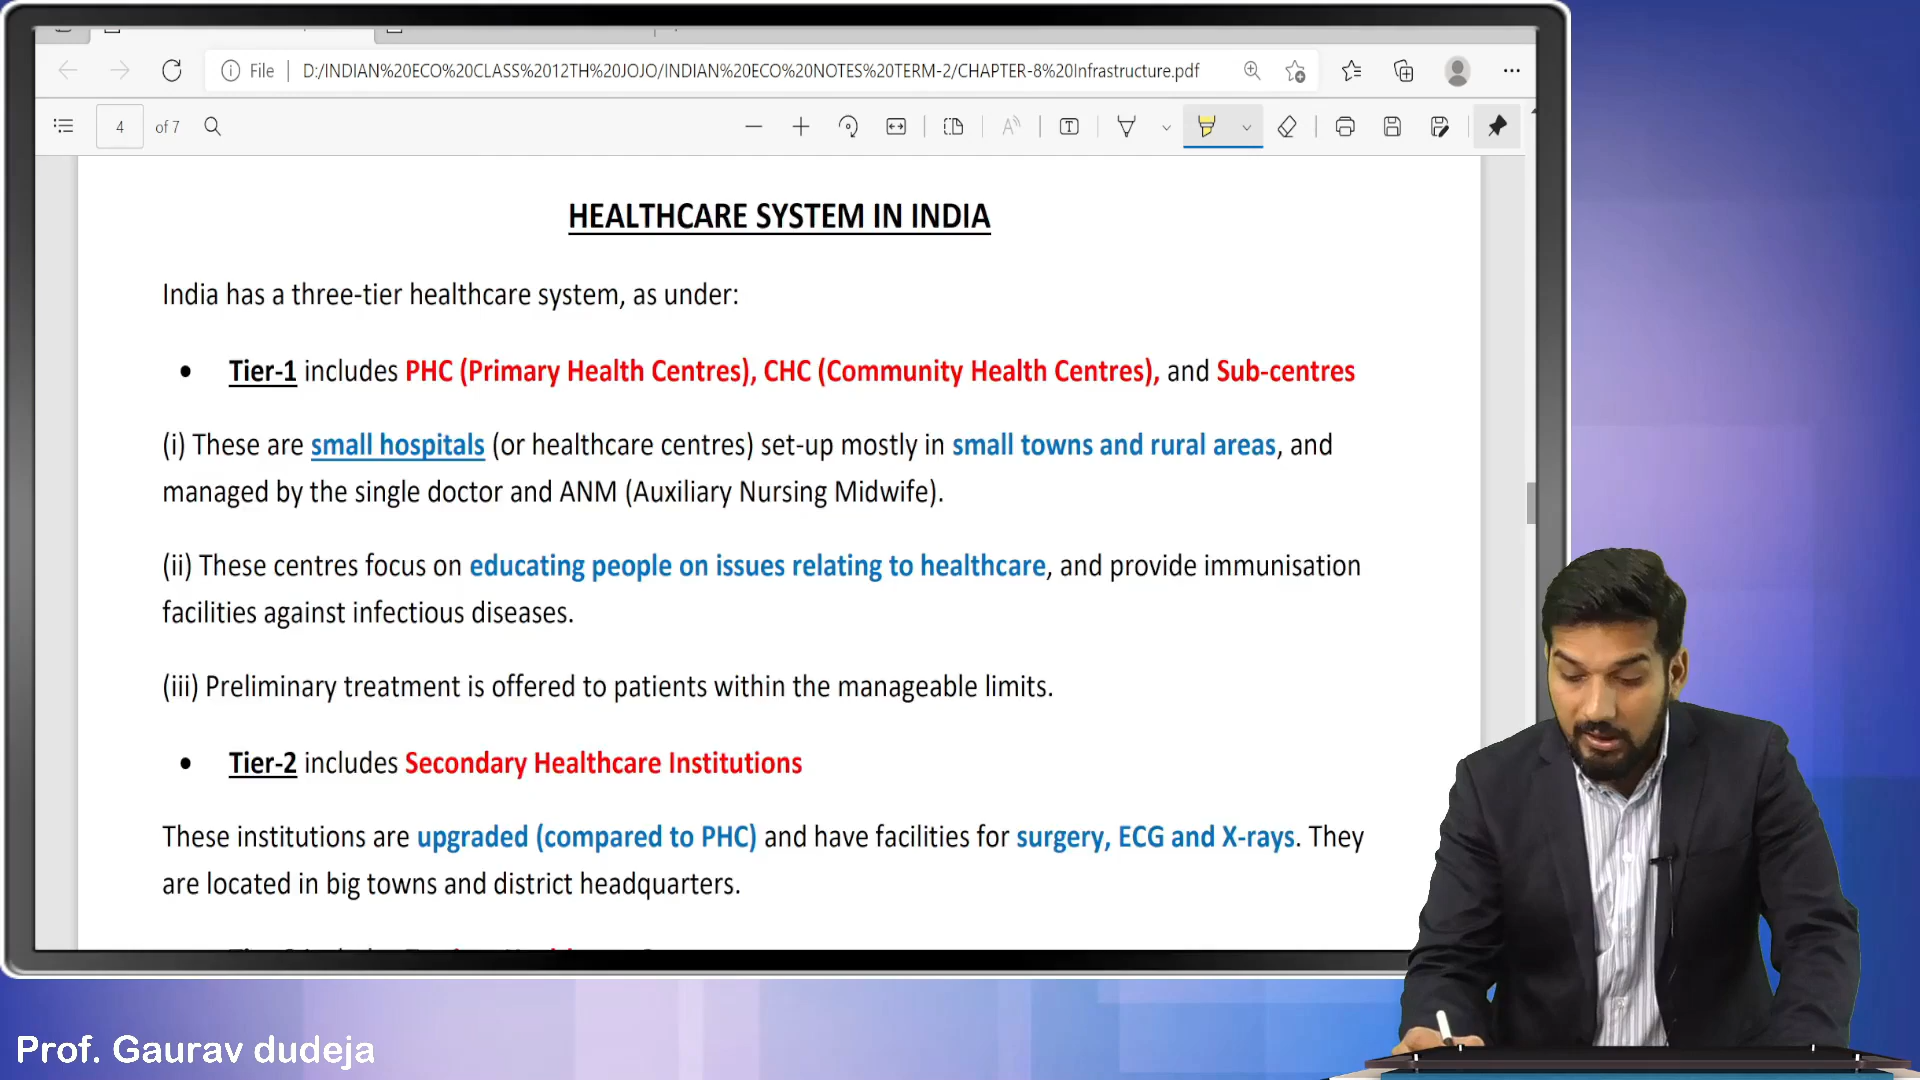 File D:/INDIAN%20ECO%20CLASS%2012TH%20JOJO/INDIAN%20ECO%20NOTES%20TERM-2/CHAPTER-8%20Infrastructure.pdf
4 of 7
HEALTHCARE SYSTEM IN INDIA
India has a three-tier healthcare system, as under:
• Tier-1 includes PHC (Primary Health Centres), CHC (Community Health Centres), and Sub-centres
(i) These are small hospitals (or healthcare centres) set-up mostly in small towns and rural areas, and
managed by the single doctor and ANM (Auxiliary Nursing Midwife).
(ii) These centres focus on educating people on issues relating to healthcare, and provide immunisation
facilities against infectious diseases.
(iii) Preliminary treatment is offered to patients within the manageable limits.
• Tier-2 includes Secondary Healthcare Institutions
These institutions are upgraded (compared to PHC) and have facilities for surgery, ECG and X-rays. They
are located in big towns and district headquarters.
Prof. Gaurav dudeja